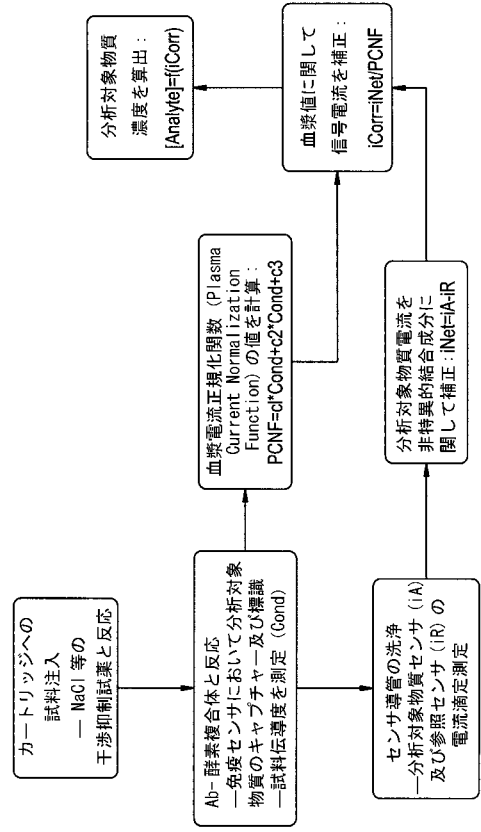 カートリッジへの
試料注入
― NaCl 等の
干渉抑制試薬と反応
Ab- 酵素複合体と反応
―免疫センサにおいて分析対象
物質のキャプチャー及び標識
―試料伝導度を測定 (Cond)
センサ導管の洗浄
―分析対象物質センサ (iA)
及び参照センサ (iR) の
電流滴定測定
血漿電流正規化関数 (Plasma
Current Normalization
Function) の値を計算：
PCNF=cl*Cond+c2*Cond+c3
分析対象物質電流を
非特異的結合成分に
関して補正：iNet=iA-iR
血漿値に関して
信号電流を補正：
iCorr=iNet/PCNF
分析対象物質
濃度を算出：
[Analyte]=f(iCorr)